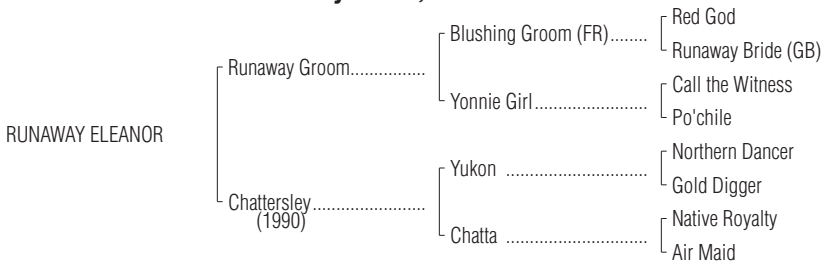 Red God
Blushing Groom (FR)........
Runaway Bride (GB)
Runaway Groom................
Call the Witness
Yonnie Girl........................
Po'chile
RUNAWAY ELEANOR
Northern Dancer
Yukon ..............................
Gold Digger
Chattersley........................
(1990)
Native Royalty
Chatta ..............................
Air Maid